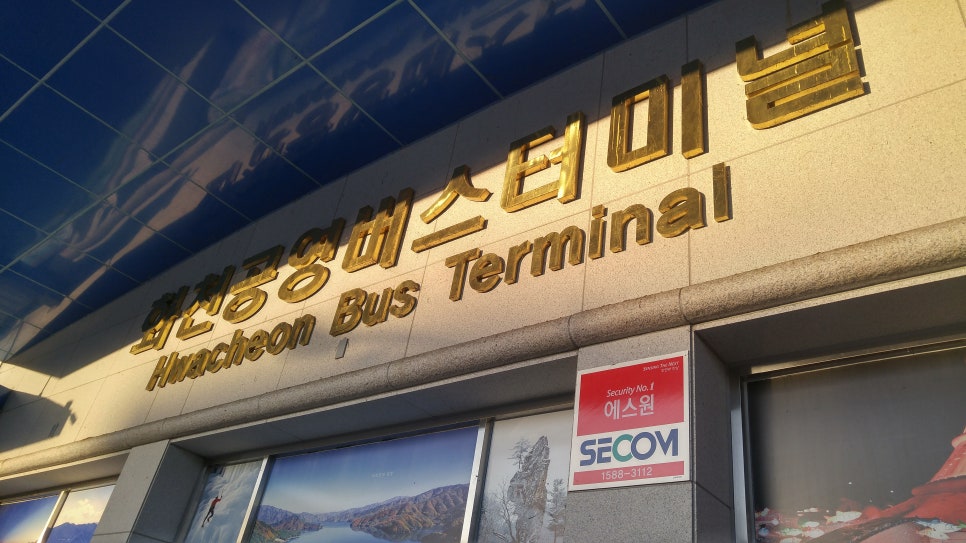 화천공영버스터미널
Hwacheon Bus Terminal
Security No.1
에스원
SECOM
1588-3112